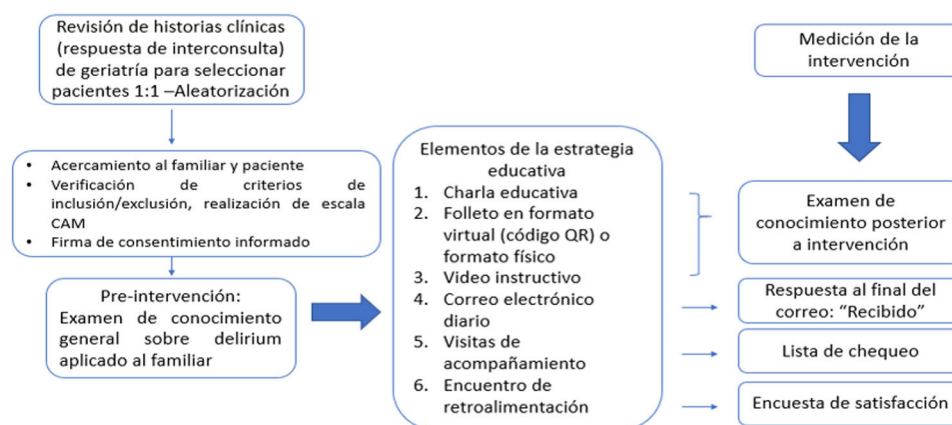 Revisión de historias clínicas
(respuesta de interconsulta)
de geriatría para seleccionar
pacientes 1:1 –Aleatorización
• Acercamiento al familiar y paciente
• Verificación de criterios de
inclusión/exclusión, realización de escala
CAM
• Firma de consentimiento informado
Pre-intervención:
Examen de conocimiento
general sobre delirium
aplicado al familiar
Elementos de la estrategia
educativa
1. Charla educativa
2. Folleto en formato
virtual (código QR) o
formato físico
3. Video instructivo
4. Correo electrónico
diario
5. Visitas de
acompañamiento
6. Encuentro de
retroalimentación
Medición de la
intervención
Examen de
conocimiento posterior
a intervención
Respuesta al final del
correo: “Recibido”
Lista de chequeo
Encuesta de satisfacción